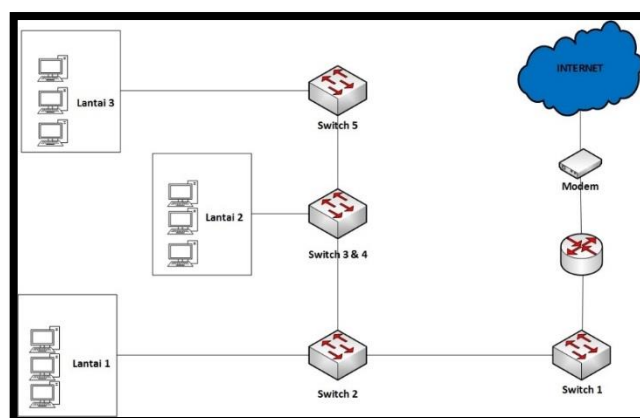 Lantai 3
Switch 5
INTERNET
Modem
Lantai 2
Switch 3 & 4
Lantai 1
Switch 2
Switch 1